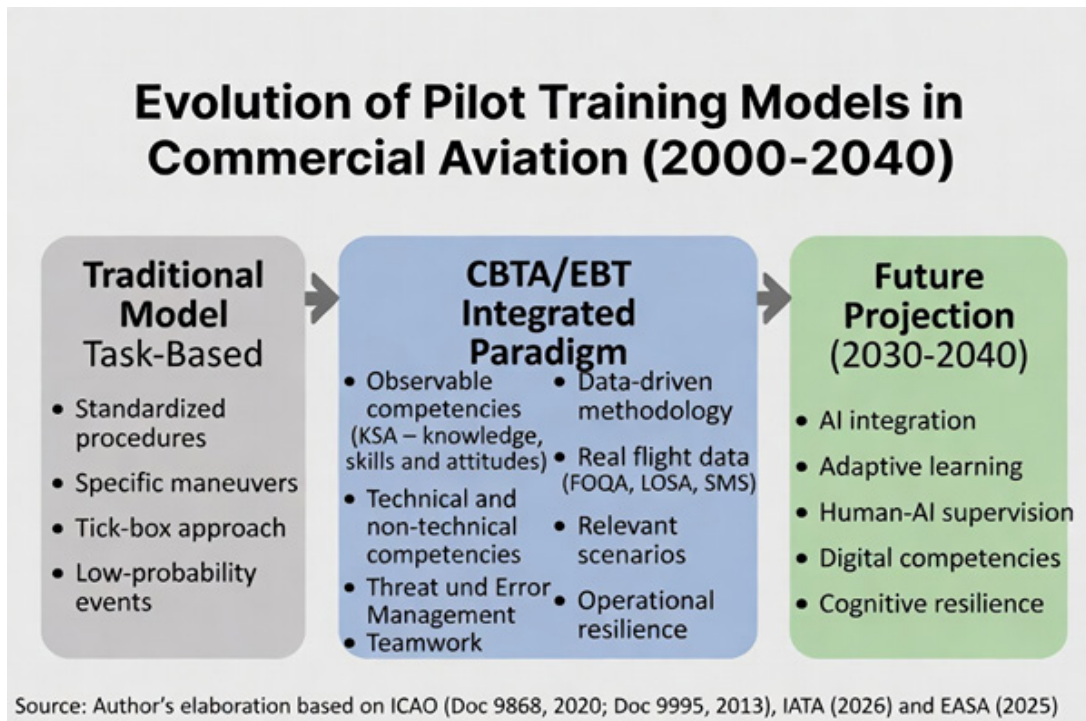 Evolution of Pilot Training Models in
Commercial Aviation (2000-2040)
Traditional
Model
Task-Based
• Standardized
procedures
• Specific maneuvers
• Tick-box approach
• Low-probability
events
CBTA/EBT
Integrated
Paradigm
• Observable
competencies
(KSA – knowledge,
skills and attitudes)
• Technical and
non-technical
competencies
• Threat und Error
Management
• Teamwork
• Data-driven
methodology
• Real flight data
(FOQA, LOSA, SMS)
• Relevant
scenarios
• Operational
resilience
Future
Projection
(2030-2040)
• AI integration
• Adaptive learning
• Human-AI supervision
• Digital competencies
• Cognitive resilience
Source: Author’s elaboration based on ICAO (Doc 9868, 2020; Doc 9995, 2013), IATA (2026) and EASA (2025)